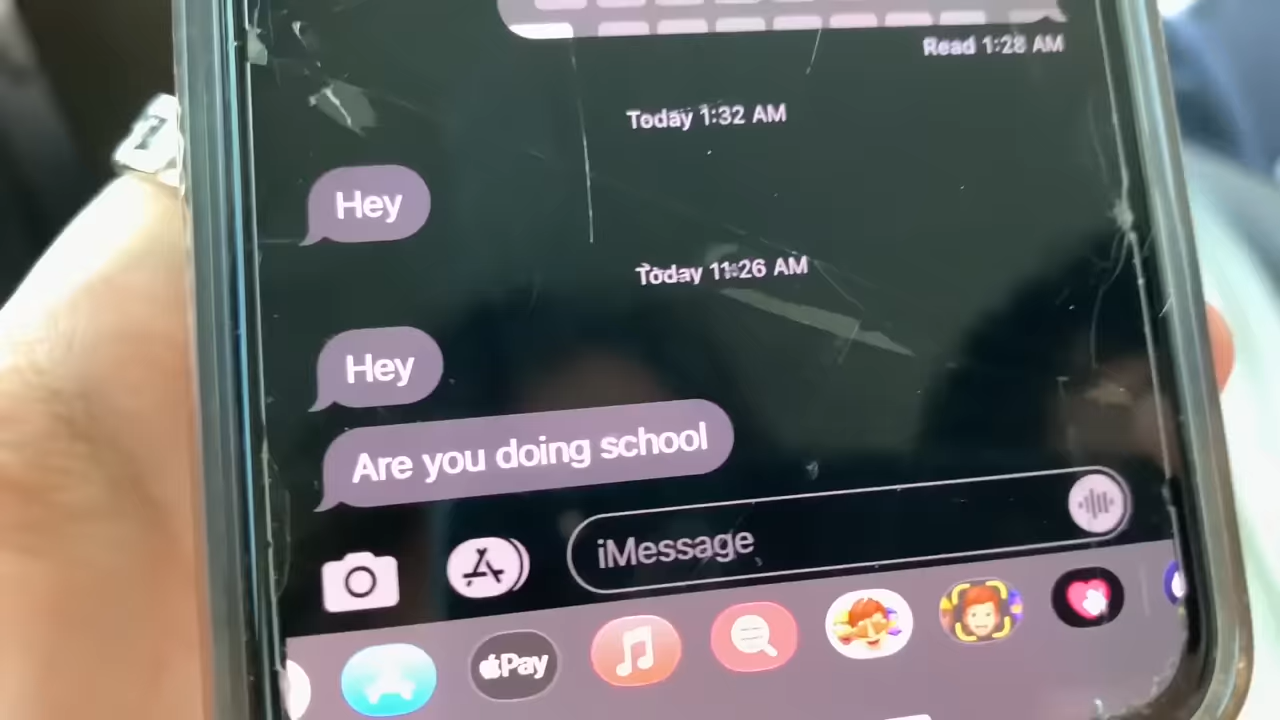 Read 1:28 AM
Today 1:32 AM
Hey
Today 11:26 AM
Hey
Are you doing school
iMessage
Pay